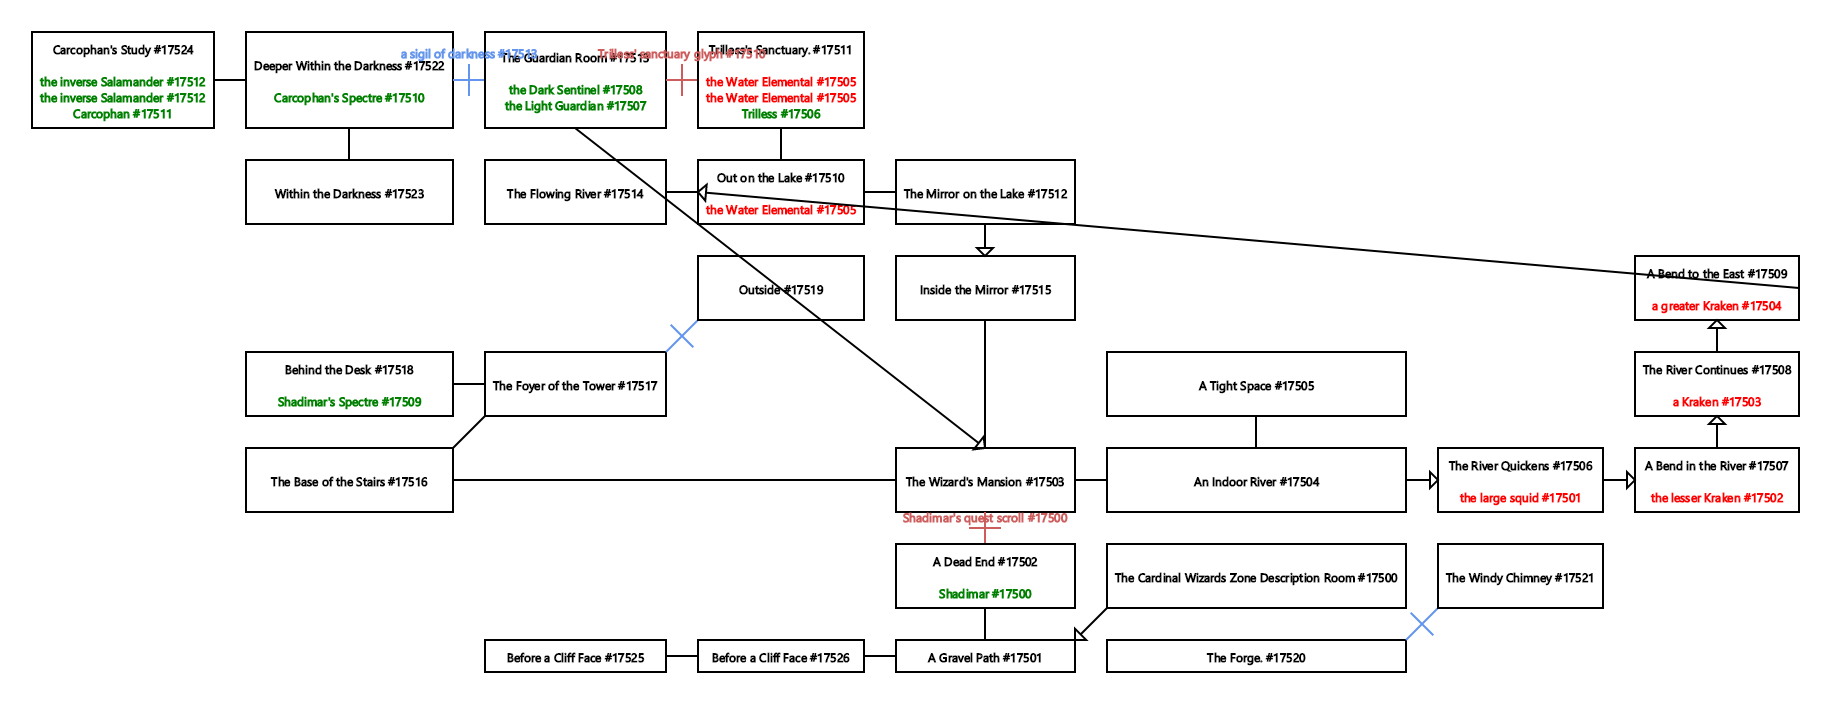 Carcophan's Study #17524
the inverse Salamander #17512
the inverse Salamander #17512
Carcophan #17511
Deeper Within the Darkness #17522
Carcophan's Spectre #17510
a sigil of darkness #17513
The Guardian Room #17513
the Dark Sentinel #17508
the Light Guardian #17507
Trilless' sanctuary glyph #17510
Trilless's Sanctuary. #17511
the Water Elemental #17505
the Water Elemental #17505
Trilless #17506
Within the Darkness #17523
The Flowing River #17514
Out on the Lake #17510
the Water Elemental #17505
The Mirror on the Lake #17512
Outside #17519
Inside the Mirror #17515
A Bend to the East #17509
a greater Kraken #17504
Behind the Desk #17518
Shadimar's Spectre #17509
The Foyer of the Tower #17517
A Tight Space #17505
The River Continues #17508
a Kraken #17503
The Base of the Stairs #17516
The Wizard's Mansion #17503
An Indoor River #17504
The River Quickens #17506
the large squid #17501
A Bend in the River #17507
the lesser Kraken #17502
Shadimar's quest scroll #17500
A Dead End #17502
Shadimar #17500
The Cardinal Wizards Zone Description Room #17500
The Windy Chimney #17521
Before a Cliff Face #17525
Before a Cliff Face #17526
A Gravel Path #17501
The Forge. #17520